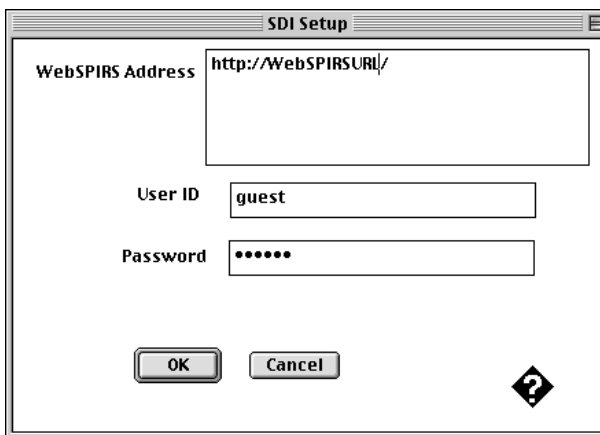 SDI Setup
WebSPIRS Address
http://WebSPIRSURL/
User ID
guest
Password
••••••
OK
Cancel
?